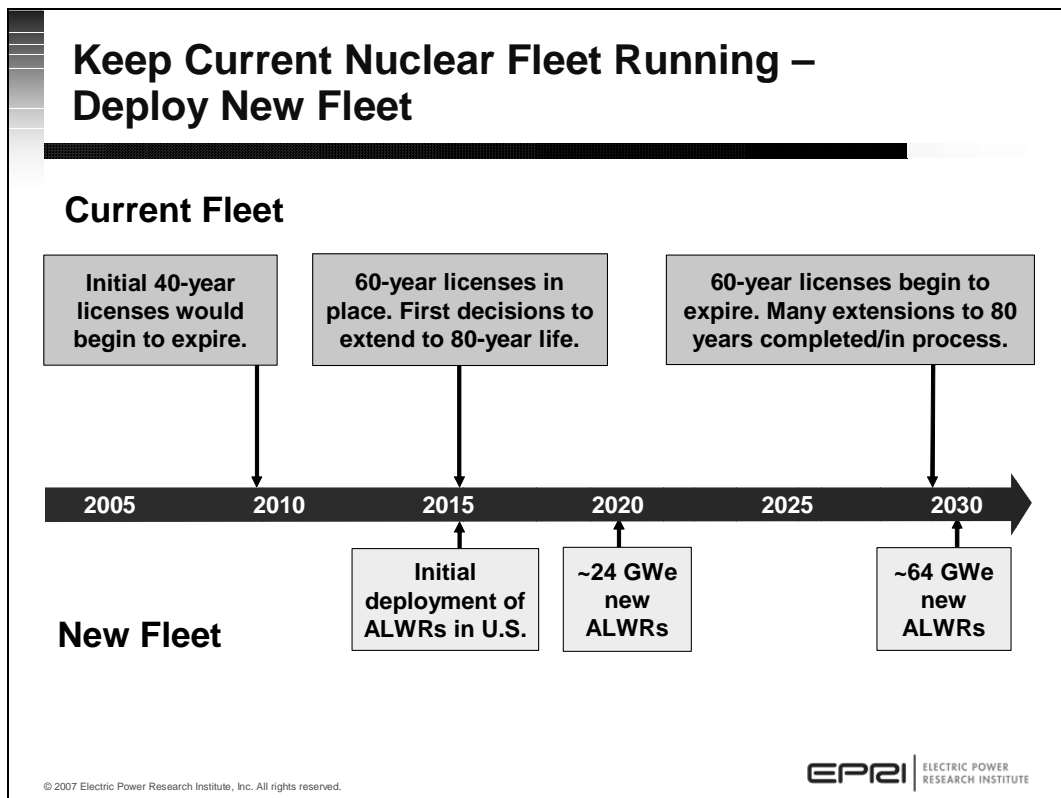 Keep Current Nuclear Fleet Running –
Deploy New Fleet
Current Fleet
Initial 40-year
licenses would
begin to expire.
60-year licenses in
place. First decisions to
extend to 80-year life.
60-year licenses begin to
expire. Many extensions to 80
years completed/in process.
2005 2010 2015 2020 2025 2030
Initial
deployment of
ALWRs in U.S.
~24 GWe
new
ALWRs
~64 GWe
new
ALWRs
New Fleet
© 2007 Electric Power Research Institute, Inc. All rights reserved.
EPRI
ELECTRIC POWER
RESEARCH INSTITUTE